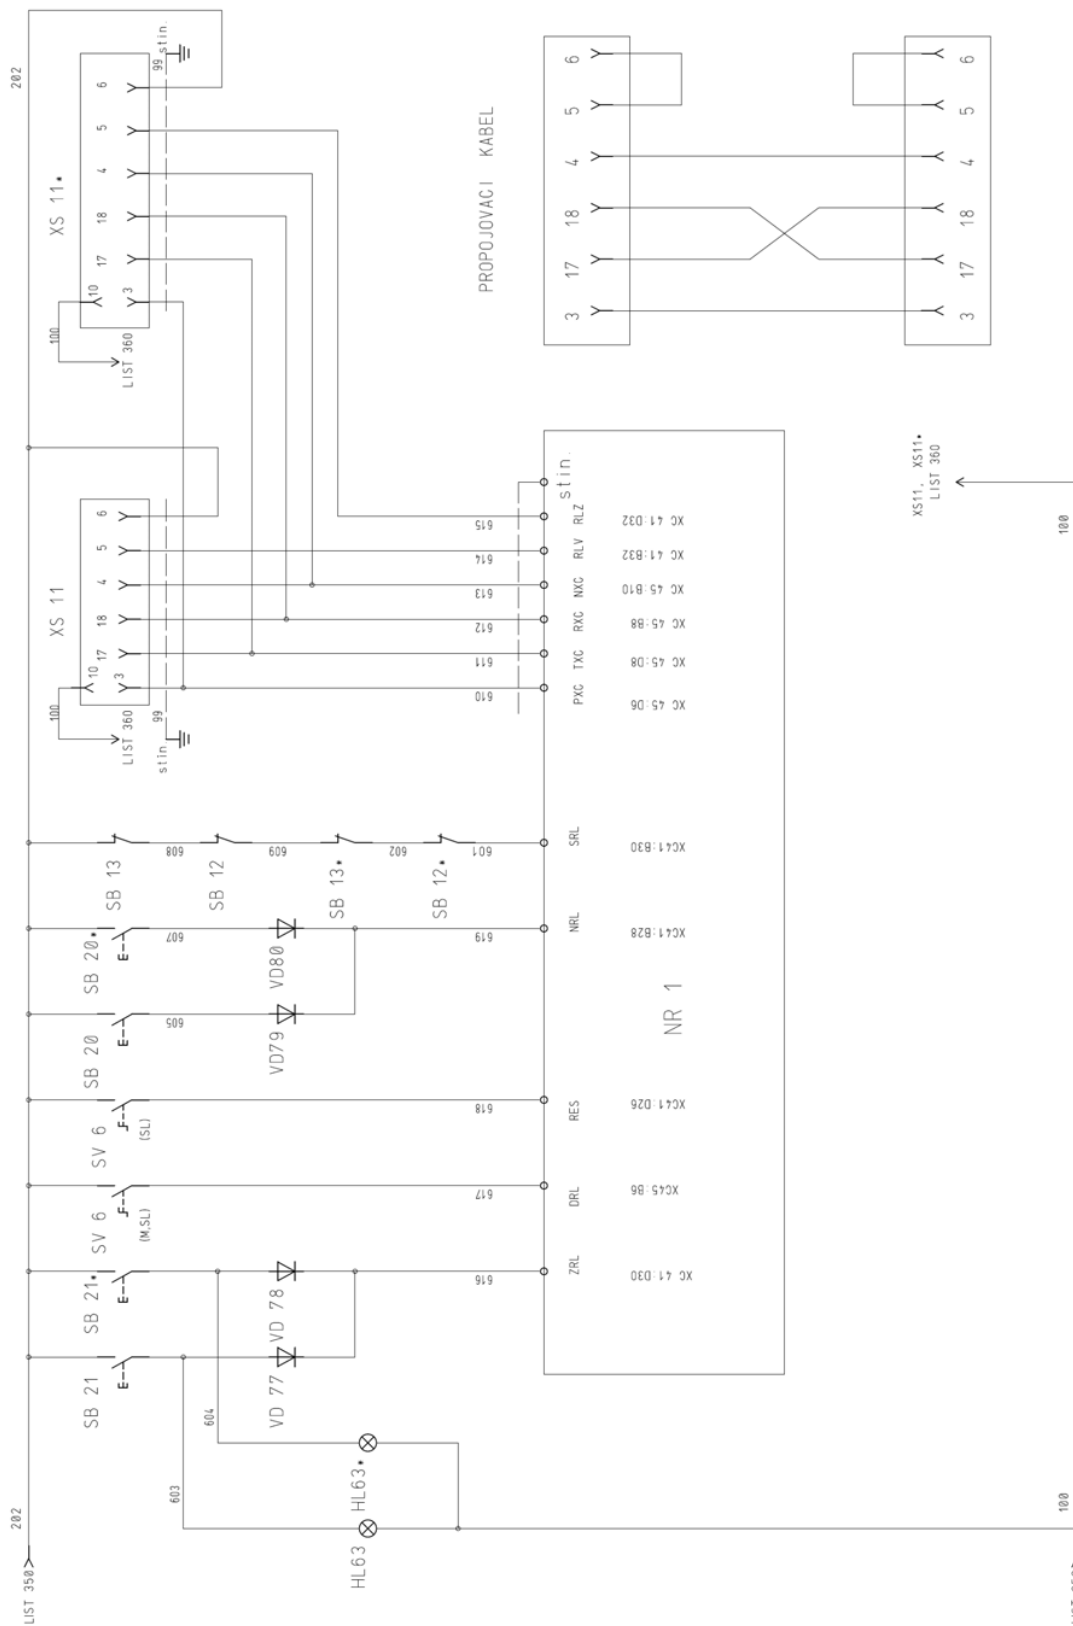 202
99 stin.
6
5
4
18
17
10
3
XS 11*
100
LIST 360
PROPOJOVACI KABEL
6
5
4
18
17
3
6
5
4
18
17
3
XS 11
6
5
4
18
17
10
3
100
LIST 360
99
stin
615
614
613
612
611
610
stin.
RLZ
RLV
NXC
RXC
TXC
PXC
XC 41:D32
XC 41:B32
XC 45:B10
XC 45:B8
XC 45:D8
XC 45:D6
XS11, XS11*
LIST 360
100
SB 13
608
SB 12
609
SB 13*
602
SB 12*
601
SRL
XC41:B30
SB 20*
607
VD80
619
NRL
XC41:B28
SB 20
605
VD79
NR 1
SV 6
(SL)
618
RES
XC41:D26
SV 6
(M,SL)
617
DRL
XC45:B6
SB 21*
VD 78
616
ZRL
XC 41:D30
SB 21
VD 77
604
603
HL63*
HL63
202
LIST 350
100